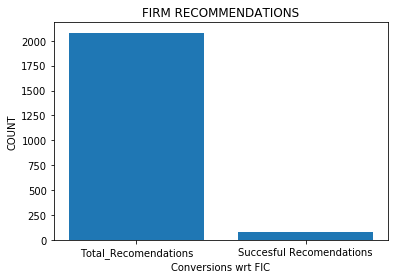 FIRM RECOMMENDATIONS
2000
1750
1500
1250
1000
750
500
250
0
COUNT
Total_Recomendations
Succesful Recomendations
Conversions wrt FIC